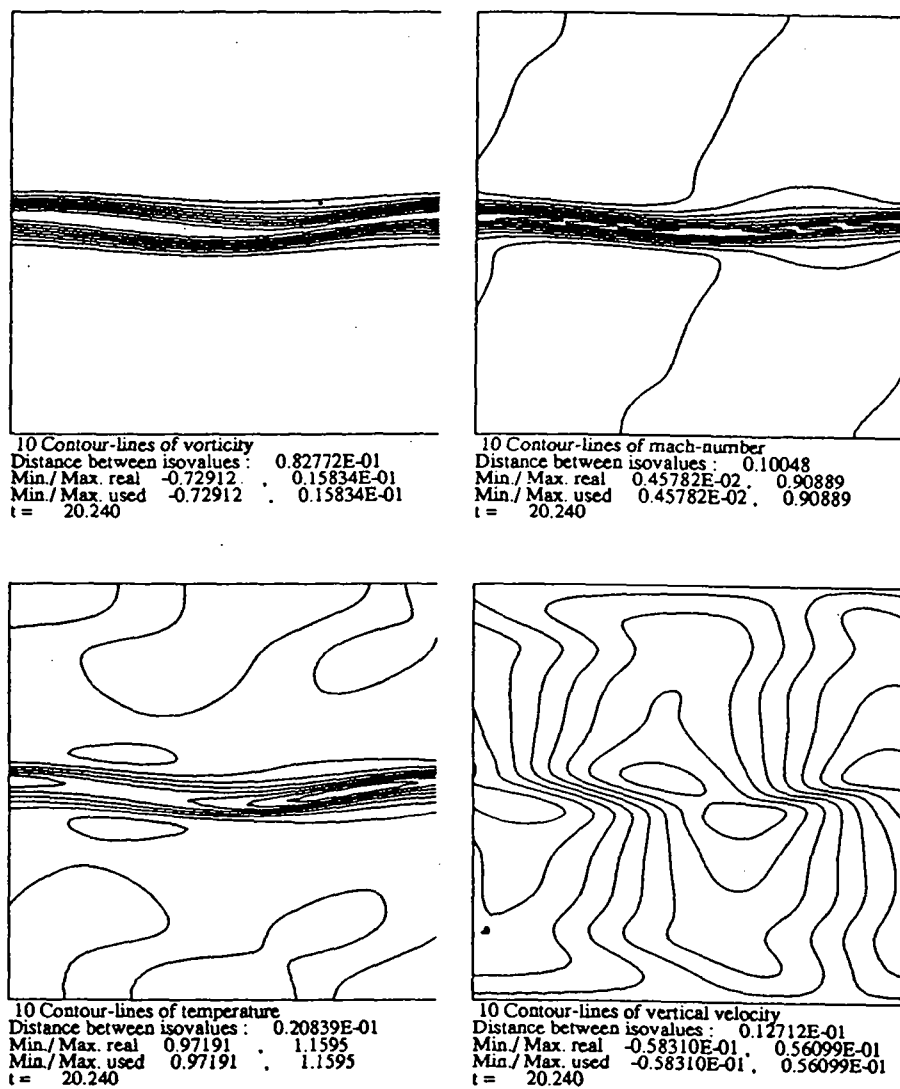 10 Contour-lines of vorticity
Distance between isovalues : 0.82772E-01
Min./ Max. real -0.72912 , 0.15834E-01
Min./ Max. used -0.72912 , 0.15834E-01
t = 20.240
10 Contour-lines of mach-number
Distance between isovalues : 0.10048
Min./ Max. real 0.45782E-02 , 0.90889
Min./ Max. used 0.45782E-02 , 0.90889
t = 20.240
10 Contour-lines of temperature
Distance between isovalues : 0.20839E-01
Min./ Max. real 0.97191 , 1.1595
Min./ Max. used 0.97191 , 1.1595
t = 20.240
10 Contour-lines of vertical velocity
Distance between isovalues : 0.12712E-01
Min./ Max. real -0.58310E-01 , 0.56099E-01
Min./ Max. used -0.58310E-01 , 0.56099E-01
t = 20.240